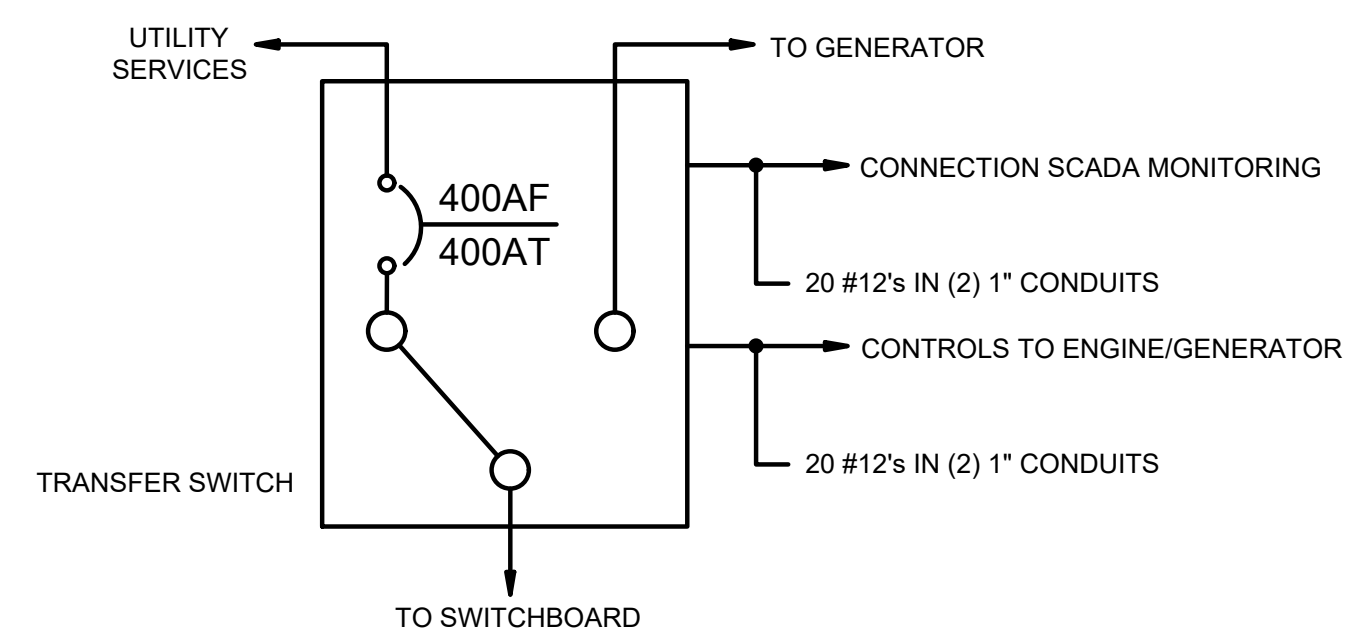 UTILITY
SERVICES
TO GENERATOR
CONNECTION SCADA MONITORING
400AF
400AT
20 #12's IN (2) 1" CONDUITS
CONTROLS TO ENGINE/GENERATOR
20 #12's IN (2) 1" CONDUITS
TRANSFER SWITCH
TO SWITCHBOARD